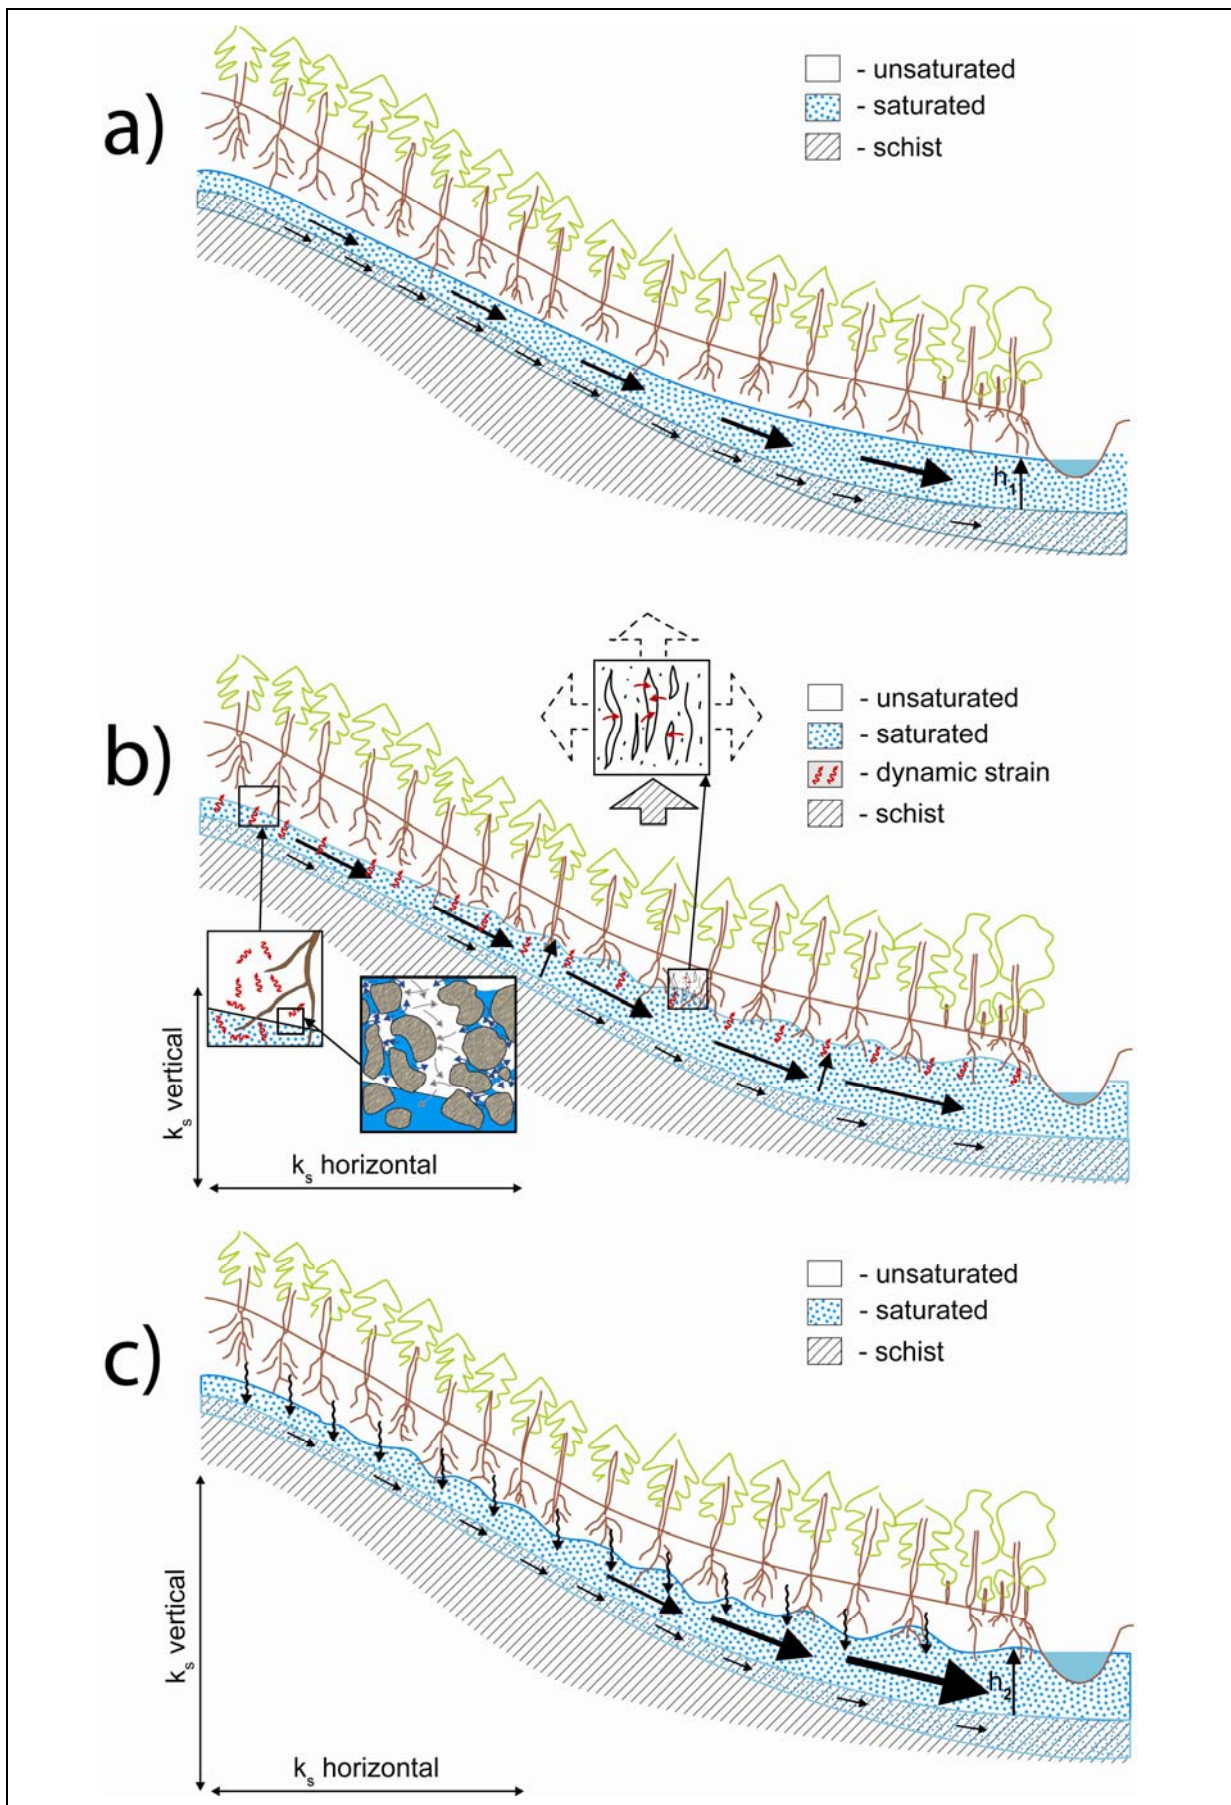 a)
- unsaturated
- saturated
- schist
h₁
b)
- unsaturated
- saturated
- dynamic strain
- schist
kₛ vertical
kₛ horizontal
c)
- unsaturated
- saturated
- schist
kₛ vertical
h₂
kₛ horizontal